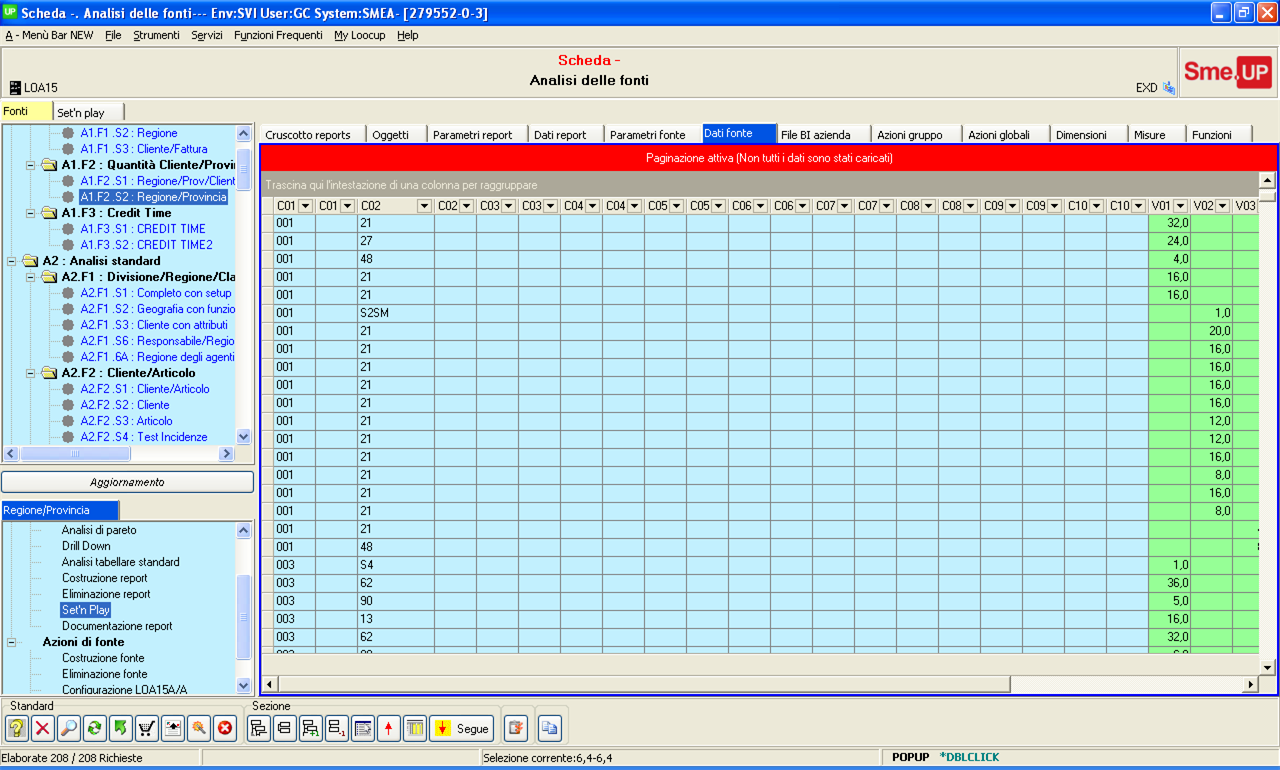 UP Scheda -. Analisi delle fonti--- Env:SVI User:GC System:SMEA- [279552-0-3]
A - Menù Bar NEW File Strumenti Servizi Funzioni Frequenti My Loocup Help
Scheda -
Analisi delle fonti
LOA15
EXD
Sme.UP
Fonti Set'n play
A1.F1 .S2 : Regione
A1.F1 .S3 : Cliente/Fattura
A1.F2 : Quantità Cliente/Provi
A1.F2 .S1 : Regione/Prov/Client
A1.F2 .S2 : Regione/Provincia
A1.F3 : Credit Time
A1.F3 .S1 : CREDIT TIME
A1.F3 .S2 : CREDIT TIME2
A2 : Analisi standard
A2.F1 : Divisione/Regione/Cla
A2.F1 .S1 : Completo con setup
A2.F1 .S2 : Geografia con funzio
A2.F1 .S3 : Cliente con attributi
A2.F1 .S6 : Responsabile/Regio
A2.F1 .6A : Regione degli agenti
A2.F2 : Cliente/Articolo
A2.F2 .S1 : Cliente/Articolo
A2.F2 .S2 : Cliente
A2.F2 .S3 : Articolo
A2.F2 .S4 : Test Incidenze
Aggiornamento
Regione/Provincia
Analisi di pareto
Drill Down
Analisi tabellare standard
Costruzione report
Eliminazione report
Set'n Play
Documentazione report
Azioni di fonte
Costruzione fonte
Eliminazione fonte
Configurazione LOA15A/A
Cruscotto reports Oggetti Parametri report Dati report Parametri fonte Dati fonte File BI azienda Azioni gruppo Azioni globali Dimensioni Misure Funzioni
Paginazione attiva (Non tutti i dati sono stati caricati)
Trascina qui l'intestazione di una colonna per raggruppare
C01 C01 C02 C02 C03 C03 C04 C04 C05 C05 C06 C06 C07 C07 C08 C08 C09 C09 C10 C10 V01 V02 V03
001 21 32,0
001 27 24,0
001 48 4,0
001 21 16,0
001 21 16,0
001 S2SM 1,0
001 21 20,0
001 21 16,0
001 21 16,0
001 21 16,0
001 21 16,0
001 21 12,0
001 21 12,0
001 21 16,0
001 21 8,0
001 21 16,0
001 21 8,0
001 21
001 48
003 S4 1,0
003 62 36,0
003 90 5,0
003 13 16,0
003 62 32,0
Standard Sezione
Segue
Elaborate 208 / 208 Richieste Selezione corrente:6,4-6,4 POPUP *DBLCLICK